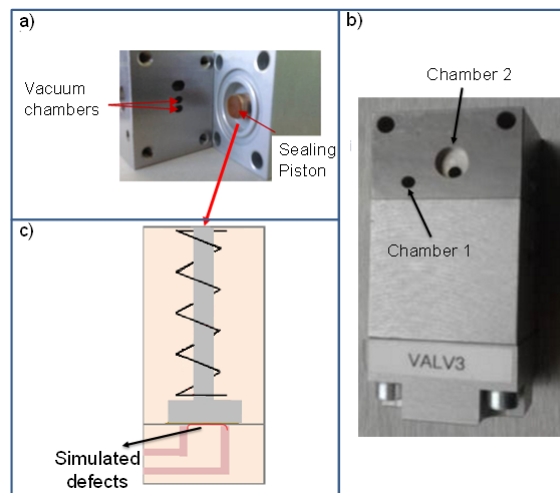 a)
Vacuum
chambers
Sealing
Piston
b)
Chamber 2
Chamber 1
VALV3
c)
Simulated
defects